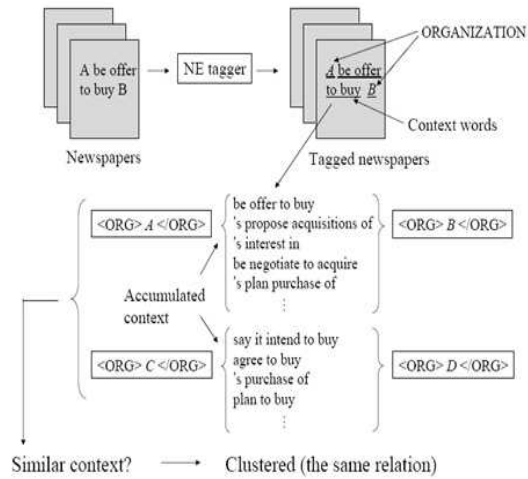 ORGANIZATION
A be offer
to buy B
NE tagger
A be offer
to buy B
Context words
Newspapers
Tagged newspapers
<ORG> A </ORG>
be offer to buy
's propose acquisitions of
's interest in
be negotiate to acquire
's plan purchase of
⋮
<ORG> B </ORG>
Accumulated
context
<ORG> C </ORG>
say it intend to buy
agree to buy
's purchase of
plan to buy
⋮
<ORG> D </ORG>
Similar context?
Clustered (the same relation)